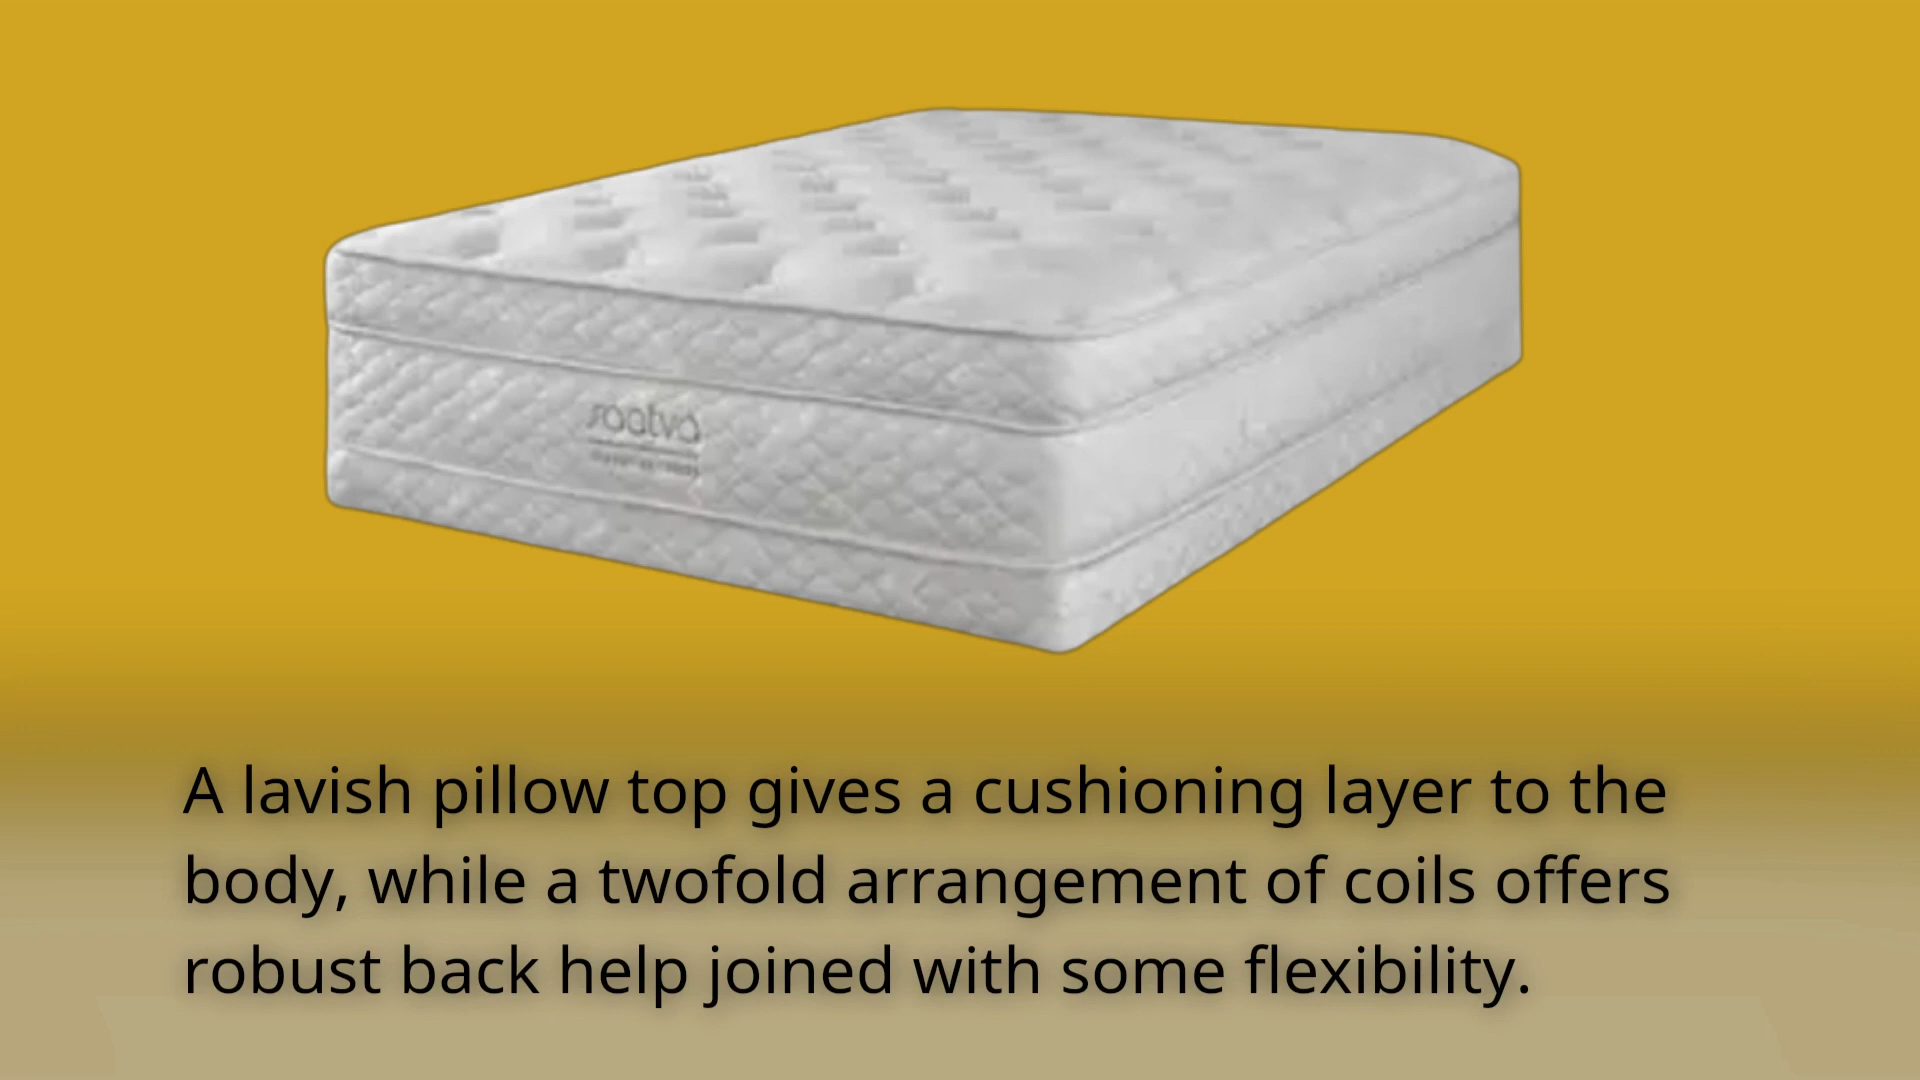 saatva
A lavish pillow top gives a cushioning layer to the
body, while a twofold arrangement of coils offers
robust back help joined with some flexibility.